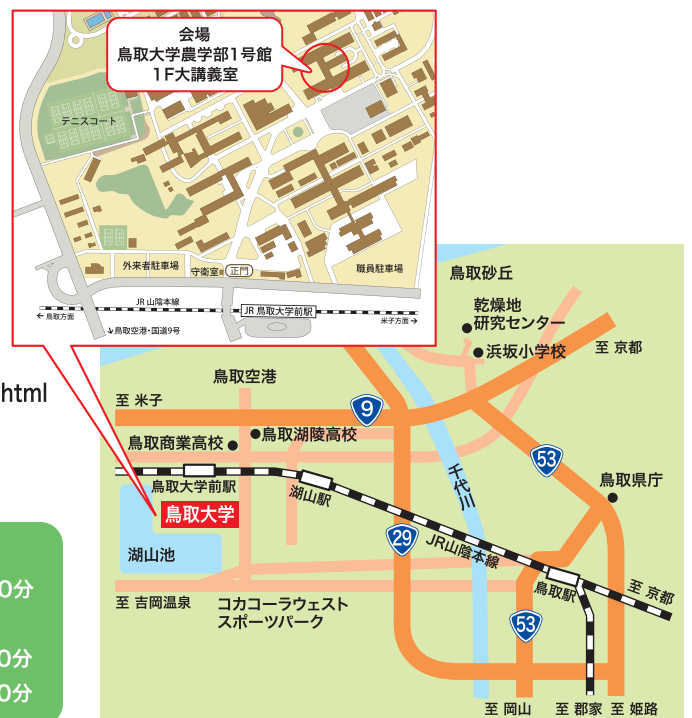 会場
鳥取大学農学部1号館
1F大講義室
テニスコート
外来者駐車場
守衛室
正門
職員駐車場
JR 山陰本線
JR 鳥取大学前駅
←鳥取方面
米子方面→
↓鳥取空港・国道9号
html
0分
0分
0分
鳥取砂丘
乾燥地
研究センター
浜坂小学校
至 京都
鳥取空港
至 米子
9
鳥取湖陵高校
鳥取商業高校
53
千代川
鳥取県庁
鳥取大学前駅
湖山駅
鳥取大学
29
JR山陰本線
湖山池
鳥取駅
至 京都
至 吉岡温泉
コカコーラウェスト
スポーツパーク
53
至 岡山
至 郡家
至 姫路